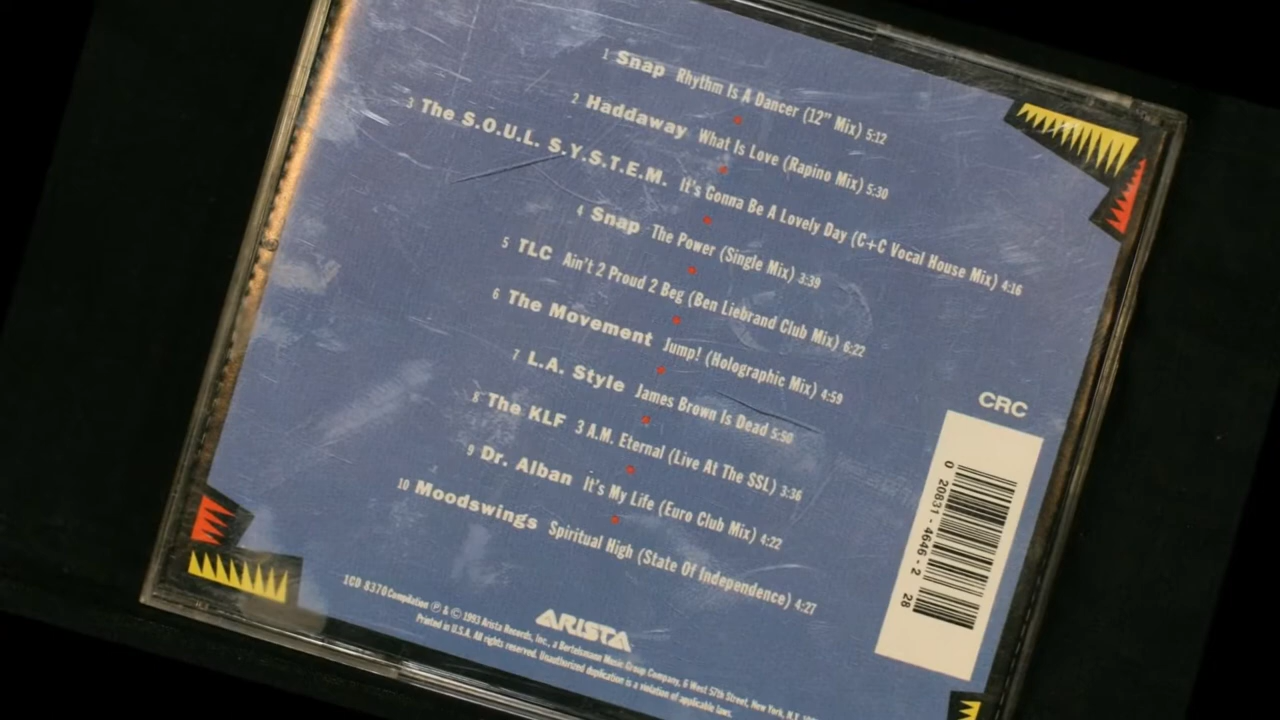 1 Snap Rhythm Is A Dancer (12" Mix) 5:12
2 Haddaway What Is Love (Rapino Mix) 5:30
3 The S.O.U.L. S.Y.S.T.E.M. It's Gonna Be A Lovely Day (C+C Vocal House Mix) 4:16
4 Snap The Power (Single Mix) 3:39
5 TLC Ain't 2 Proud 2 Beg (Ben Liebrand Club Mix) 6:22
6 The Movement Jump! (Holographic Mix) 4:59
7 L.A. Style James Brown Is Dead 5:50
8 The KLF 3 A.M. Eternal (Live At The SSL) 3:36
9 Dr. Alban It's My Life (Euro Club Mix) 4:22
10 Moodswings Spiritual High (State Of Independence) 4:27
CRC
0 20831-4646-2 28
ARISTA
1CD 8370 Compilation ℗ & © 1993 Arista Records, Inc., a Bertelsmann Music Group Company, 6 West 57th Street, New York, N.Y.
Printed in U.S.A. All rights reserved. Unauthorized duplication is a violation of applicable laws.